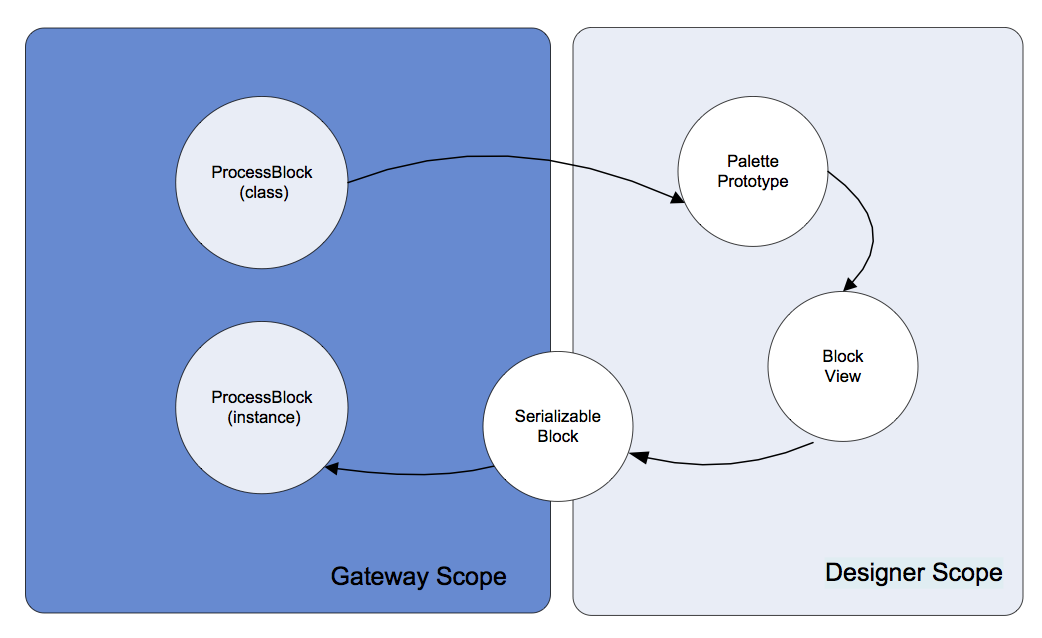 ProcessBlock
(class)
Palette
Prototype
Block
View
ProcessBlock
(instance)
Serializable
Block
Gateway Scope
Designer Scope